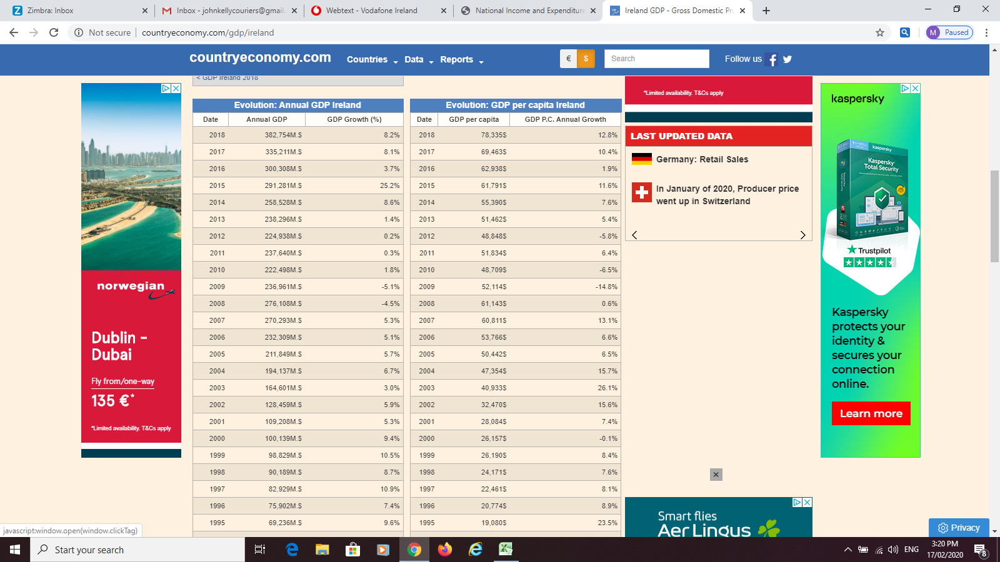 Zimbra: Inbox
Inbox - johnkellycouriers@gmail.
Webtext - Vodafone Ireland
National Income and Expenditure
Ireland GDP - Gross Domestic Pr
Not secure
countryeconomy.com/gdp/ireland
M Paused
countryeconomy.com
Countries
Data
Reports
€ $
Search
Follow us
< GDP Ireland 2018
Evolution: Annual GDP Ireland
Date Annual GDP GDP Growth (%)
2018 382,754M.$ 8.2%
2017 335,211M.$ 8.1%
2016 300,308M.$ 3.7%
2015 291,281M.$ 25.2%
2014 258,528M.$ 8.6%
2013 238,296M.$ 1.4%
2012 224,938M.$ 0.2%
2011 237,640M.$ 0.3%
2010 222,498M.$ 1.8%
2009 236,961M.$ -5.1%
2008 276,108M.$ -4.5%
2007 270,293M.$ 5.3%
2006 232,309M.$ 5.1%
2005 211,849M.$ 5.7%
2004 194,137M.$ 6.7%
2003 164,601M.$ 3.0%
2002 128,459M.$ 5.9%
2001 109,208M.$ 5.3%
2000 100,139M.$ 9.4%
1999 98,829M.$ 10.5%
1998 90,189M.$ 8.7%
1997 82,929M.$ 10.9%
1996 75,902M.$ 7.4%
1995 69,236M.$ 9.6%
Evolution: GDP per capita Ireland
Date GDP per capita GDP P.C. Annual Growth
2018 78,335$ 12.8%
2017 69,463$ 10.4%
2016 62,938$ 1.9%
2015 61,791$ 11.6%
2014 55,390$ 7.6%
2013 51,462$ 5.4%
2012 48,848$ -5.8%
2011 51,834$ 6.4%
2010 48,709$ -6.5%
2009 52,114$ -14.8%
2008 61,143$ 0.6%
2007 60,811$ 13.1%
2006 53,766$ 6.6%
2005 50,442$ 6.5%
2004 47,354$ 15.7%
2003 40,933$ 26.1%
2002 32,470$ 15.6%
2001 28,084$ 7.4%
2000 26,157$ -0.1%
1999 26,190$ 8.4%
1998 24,171$ 7.6%
1997 22,461$ 8.1%
1996 20,774$ 8.9%
1995 19,080$ 23.5%
*Limited availability. T&Cs apply
LAST UPDATED DATA
Germany: Retail Sales
In January of 2020, Producer price
went up in Switzerland
norwegian
Dublin -
Dubai
Fly from/one-way
135 €*
*Limited availability. T&Cs apply
kaspersky
kaspersky
Kaspersky
Total Security
Trustpilot
Kaspersky
protects your
identity &
secures your
connection
online.
Learn more
Smart flies
Aer Lingus
Privacy
javascript:window.open(window.clickTag)
Start your search
ENG
3:20 PM
17/02/2020
8